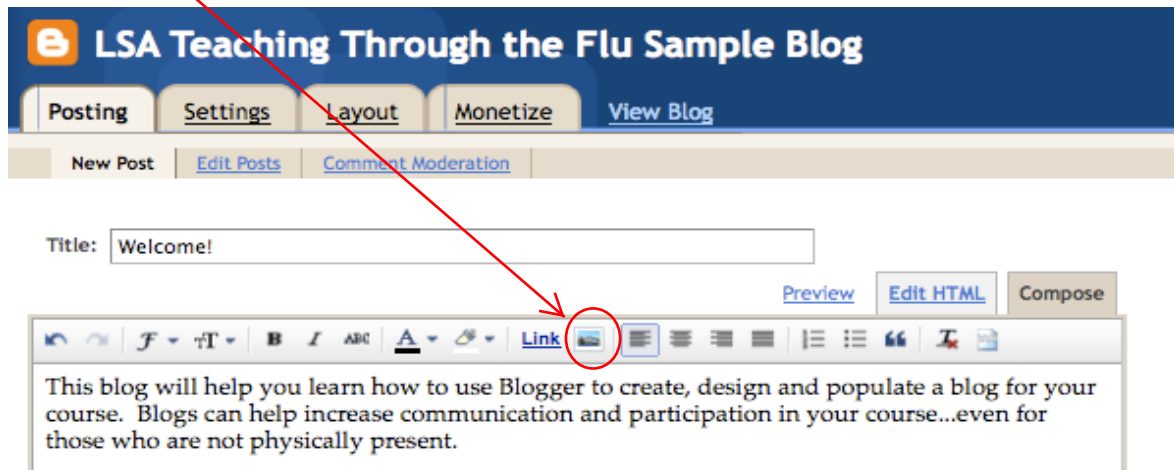 LSA Teaching Through the Flu Sample Blog
Posting Settings Layout Monetize View Blog
New Post Edit Posts Comment Moderation
Title: Welcome!
Preview Edit HTML Compose
F T B I ABC A Link
This blog will help you learn how to use Blogger to create, design and populate a blog for your
course. Blogs can help increase communication and participation in your course...even for
those who are not physically present.